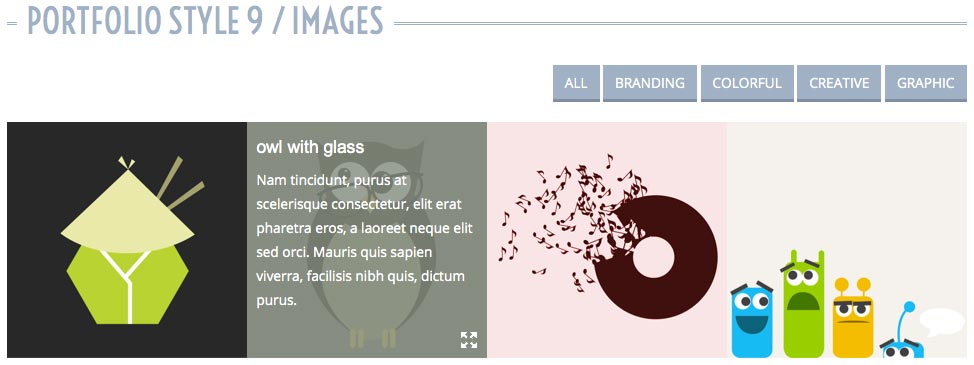 PORTFOLIO STYLE 9 / IMAGES
ALL BRANDING COLORFUL CREATIVE GRAPHIC
owl with glass
Nam tincidunt, purus at
scelerisque consectetur, elit erat
pharetra eros, a laoreet neque elit
sed orci. Mauris quis sapien
viverra, facilisis nibh quis, dictum
purus.